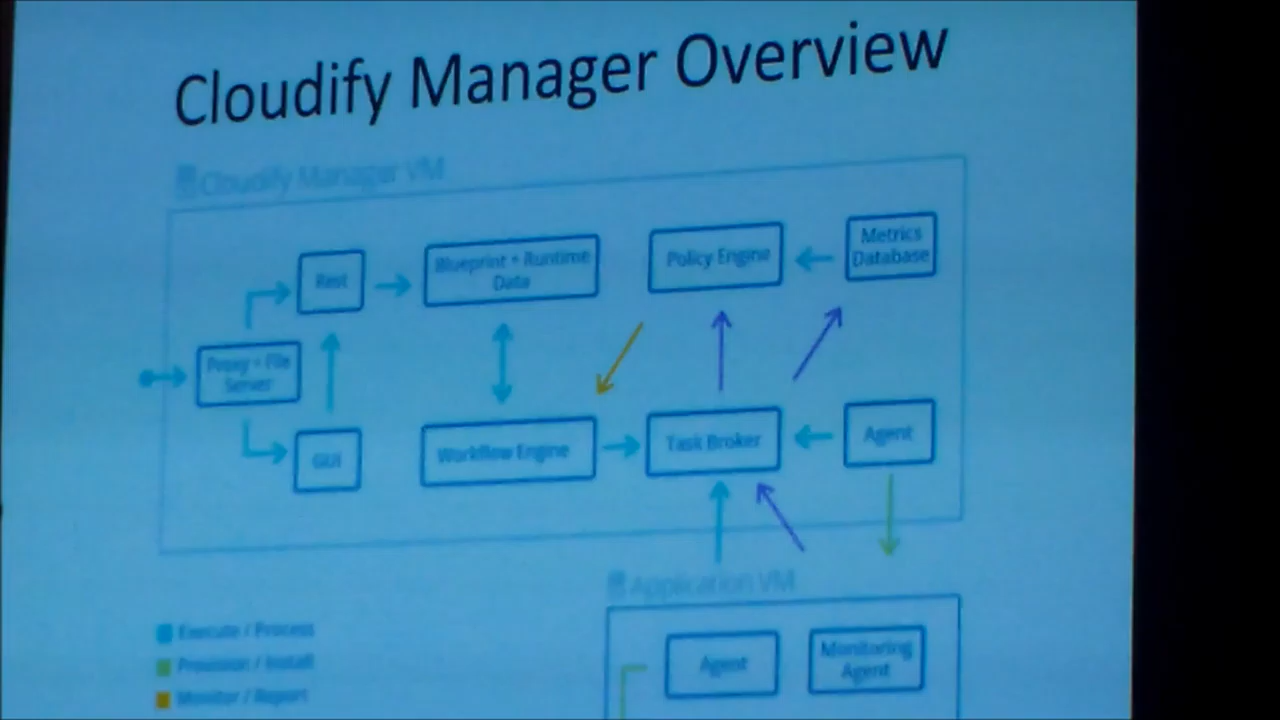 Cloudify Manager Overview
Cloudify Manager VM
Rest
Blueprint + Runtime
Data
Policy Engine
Metrics
Database
Proxy + File
Server
GUI
Workflow Engine
Task Broker
Agent
Application VM
Execute / Process
Provision / Install
Monitor / Report
Agent
Monitoring
Agent